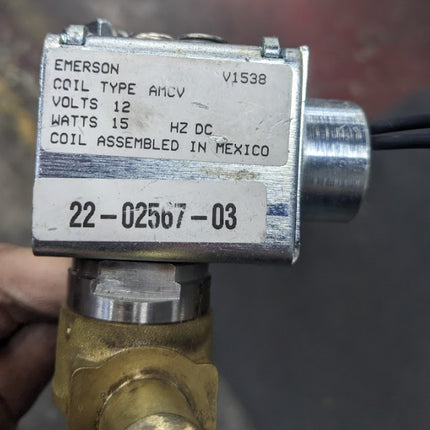 EMERSON V1538
COIL TYPE AMCV
VOLTS 12
WATTS 15 HZ DC
COIL ASSEMBLED IN MEXICO
22-02567-03